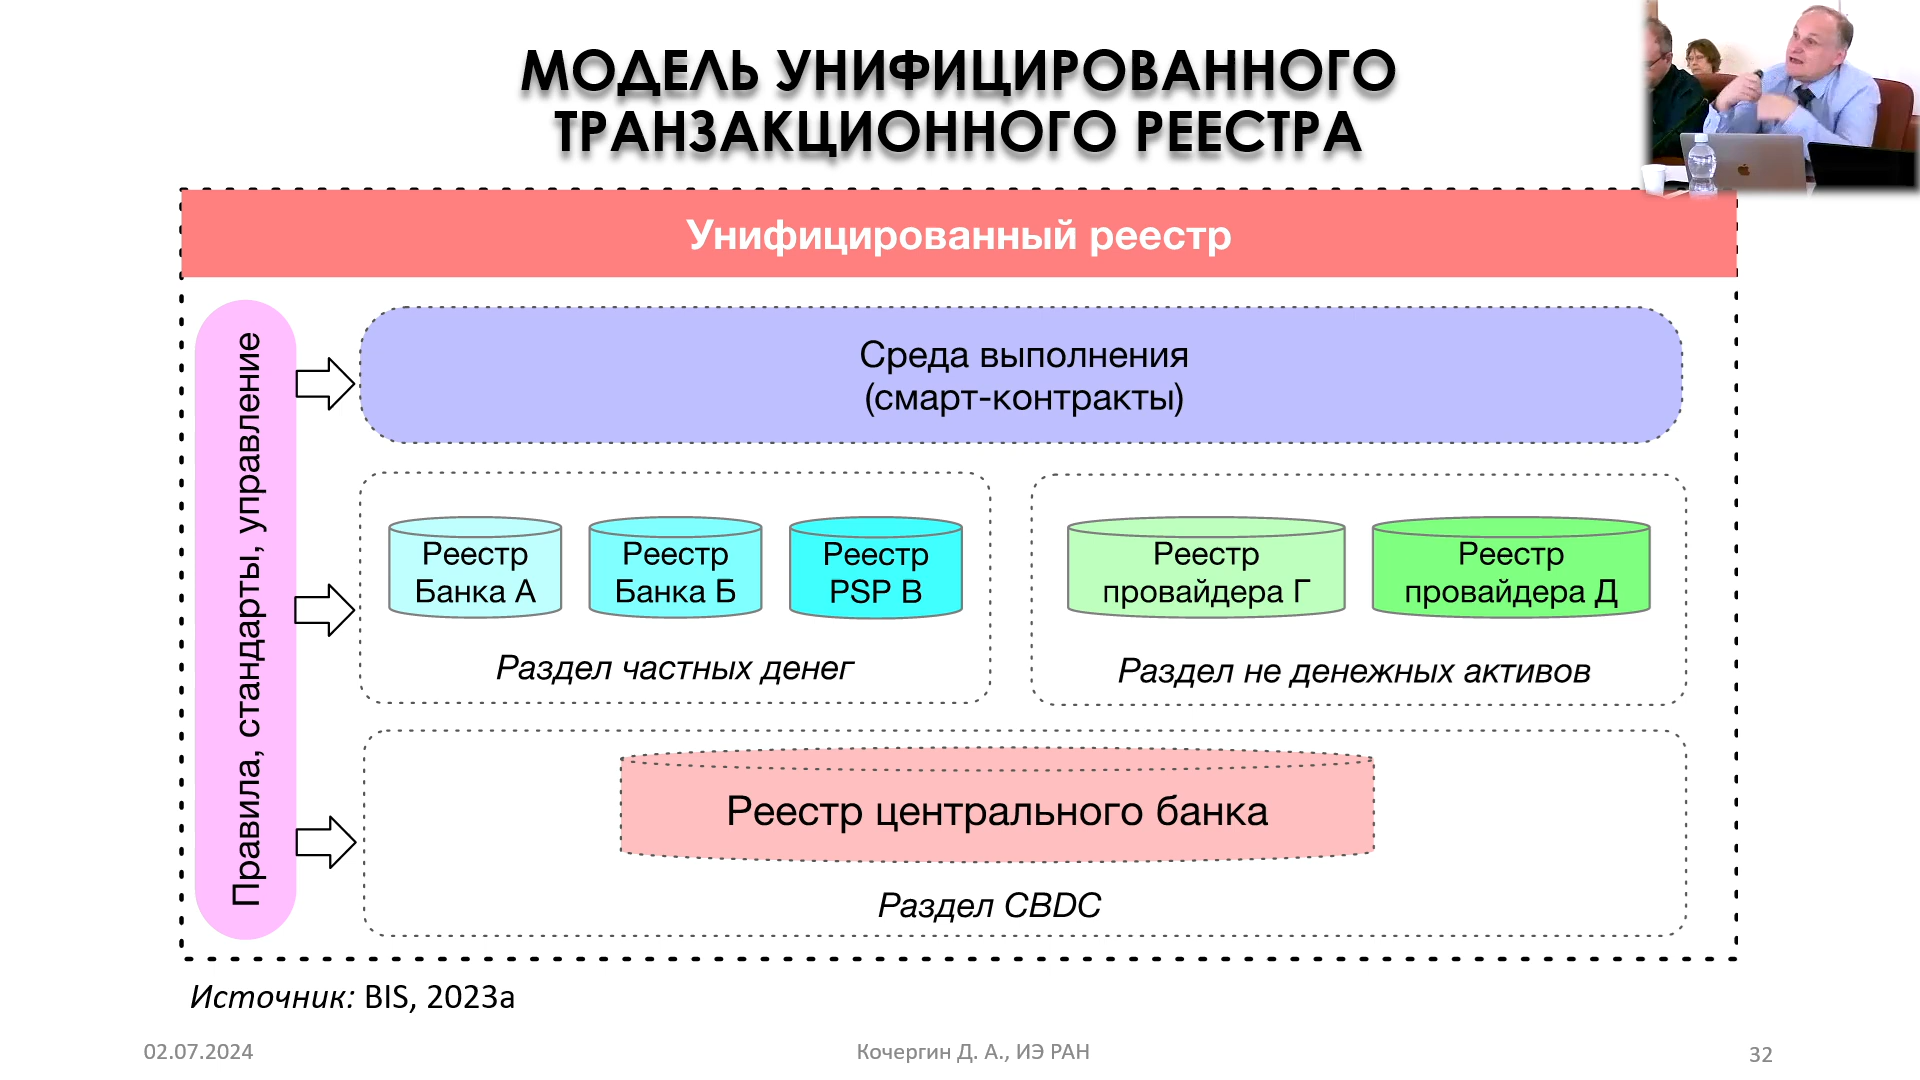 МОДЕЛЬ УНИФИЦИРОВАННОГО
ТРАНЗАКЦИОННОГО РЕЕСТРА
Унифицированный реестр
Правила, стандарты, управление
Среда выполнения
(смарт-контракты)
Реестр
Банка А
Реестр
Банка Б
Реестр
PSP В
Раздел частных денег
Реестр
провайдера Г
Реестр
провайдера Д
Раздел не денежных активов
Реестр центрального банка
Раздел CBDC
Источник: BIS, 2023a
02.07.2024
Кочергин Д. А., ИЭ РАН
32